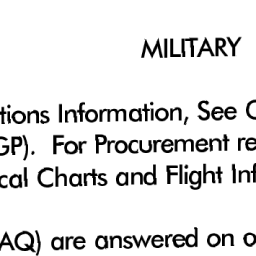 MILITARY
tions Information, See
GP). For Procurement re
cal Charts and Flight Inf
AQ) are answered on o